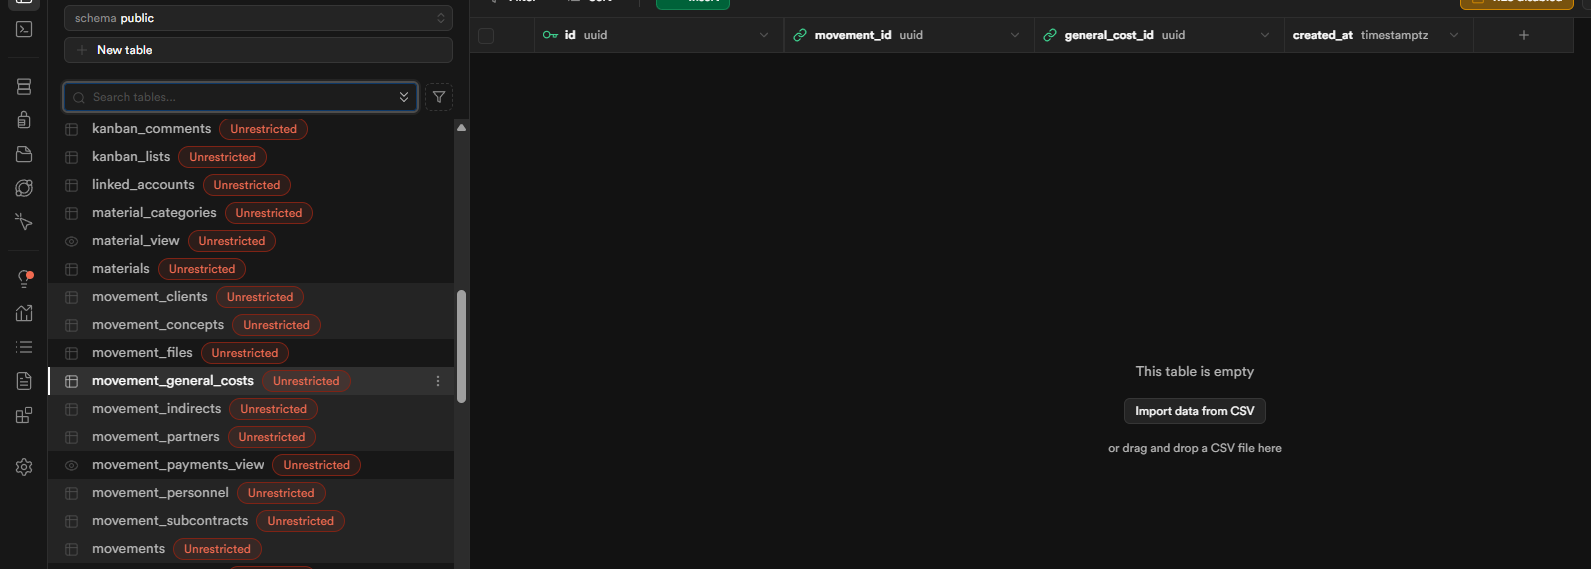 schema public
New table
Search tables...
kanban_comments Unrestricted
kanban_lists Unrestricted
linked_accounts Unrestricted
material_categories Unrestricted
material_view Unrestricted
materials Unrestricted
movement_clients Unrestricted
movement_concepts Unrestricted
movement_files Unrestricted
movement_general_costs Unrestricted
movement_indirects Unrestricted
movement_partners Unrestricted
movement_payments_view Unrestricted
movement_personnel Unrestricted
movement_subcontracts Unrestricted
movements Unrestricted
id uuid
movement_id uuid
general_cost_id uuid
created_at timestamptz
This table is empty
Import data from CSV
or drag and drop a CSV file here